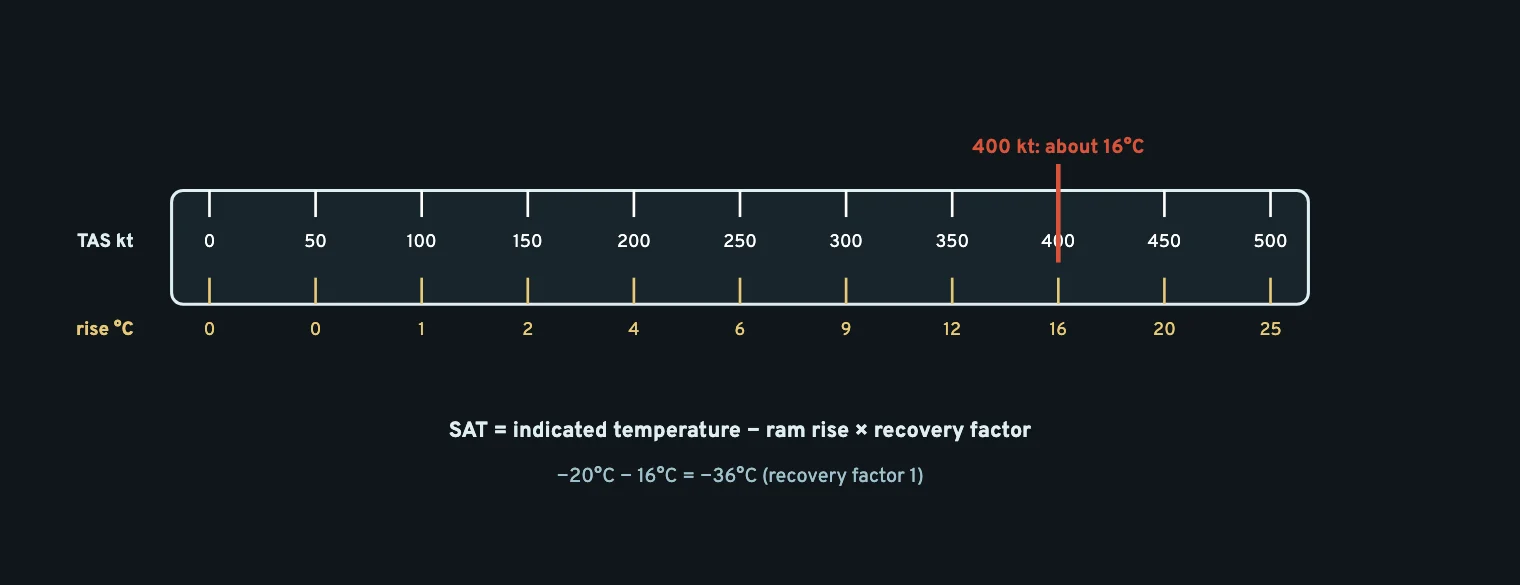 400 kt: about 16°C
TAS kt 0 50 100 150 200 250 300 350 400 450 500
rise °C 0 0 1 2 4 6 9 12 16 20 25
SAT = indicated temperature − ram rise × recovery factor
−20°C − 16°C = −36°C (recovery factor 1)